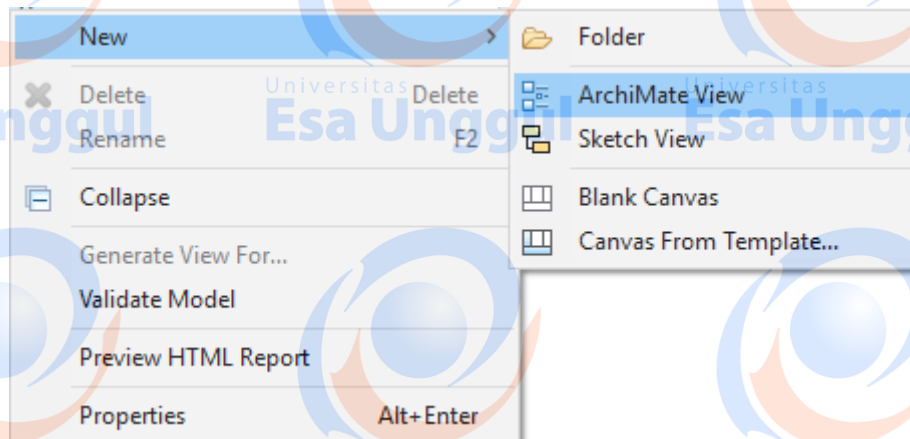 New
Folder
Delete Delete
ArchiMate View
Rename F2
Sketch View
Collapse
Blank Canvas
Generate View For...
Canvas From Template...
Validate Model
Preview HTML Report
Properties Alt+Enter
Universitas
Esa Unggul
Universitas
Esa Ungg
nggul